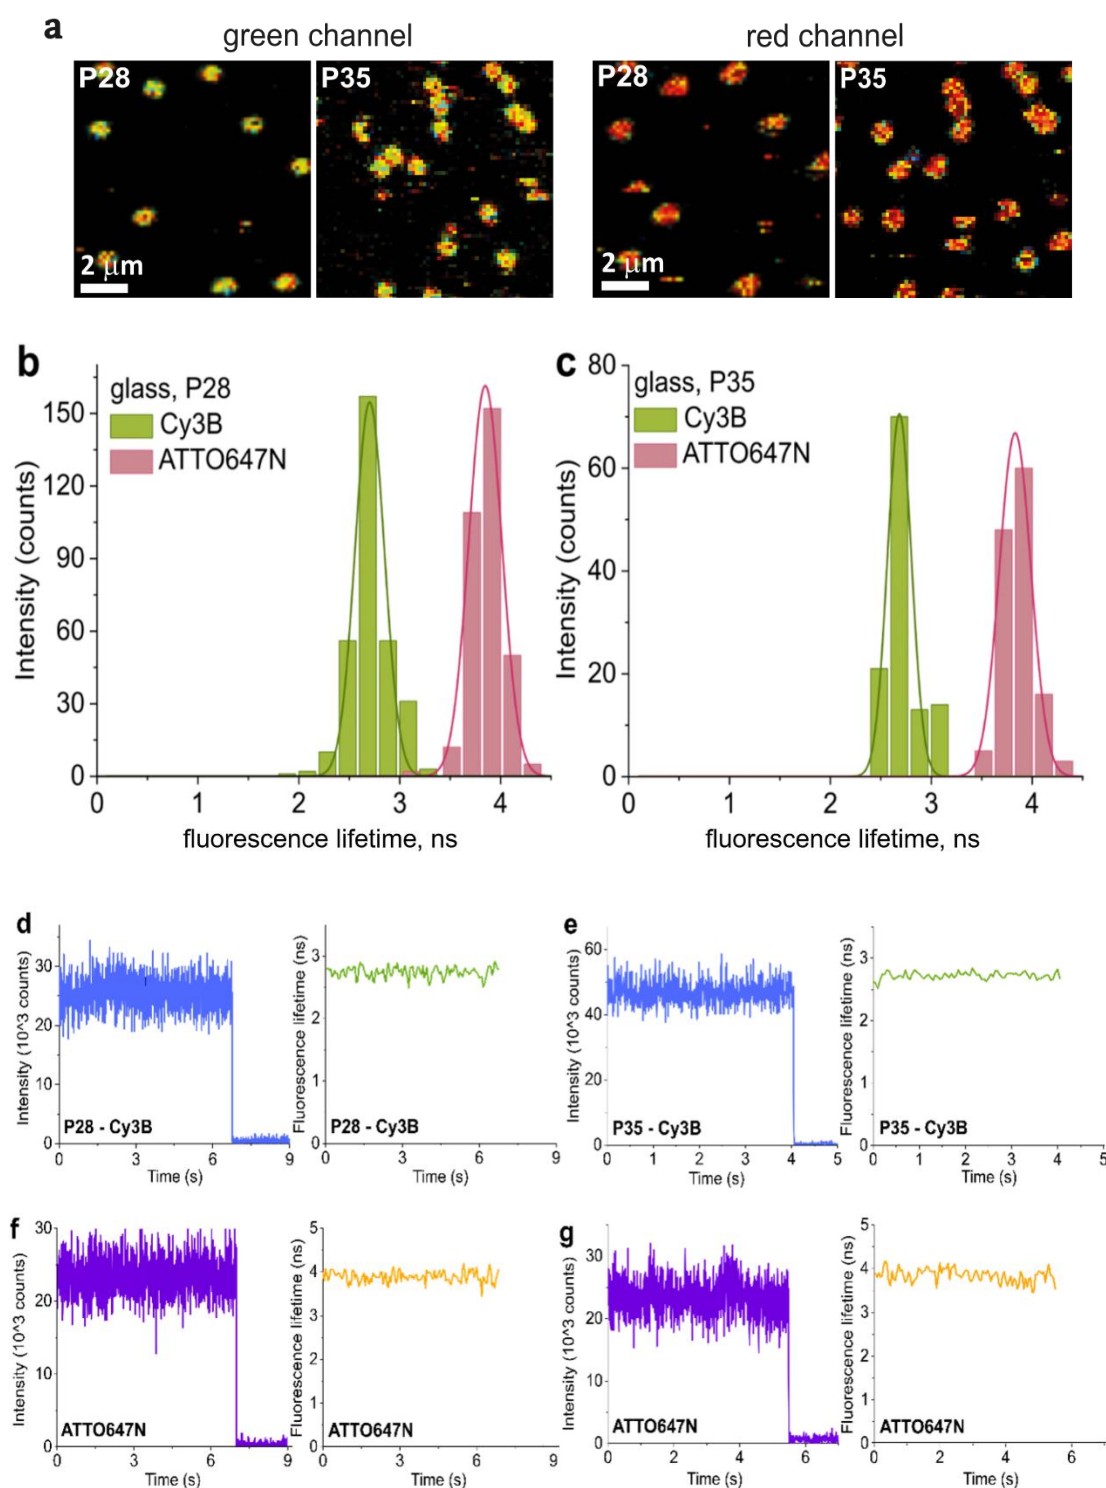 a
green channel
red channel
P28
P35
P28
P35
2 μm
2 μm
b
glass, P28
Cy3B
ATTO647N
Intensity (counts)
150
120
90
60
30
0
0 1 2 3 4
fluorescence lifetime, ns
c
glass, P35
Cy3B
ATTO647N
Intensity (counts)
80
60
40
20
0
0 1 2 3 4
fluorescence lifetime, ns
d
Intensity (10^3 counts)
30
20
10
0
P28 - Cy3B
0 3 6 9
Time (s)
Fluorescence lifetime (ns)
3
2
1
0
P28 - Cy3B
0 3 6 9
Time (s)
e
Intensity (10^3 counts)
60
40
20
0
P35 - Cy3B
0 1 2 3 4 5
Time (s)
Fluorescence lifetime (ns)
3
2
1
0
P35 - Cy3B
0 1 2 3 4 5
Time (s)
f
Intensity (10^3 counts)
30
20
10
0
ATTO647N
0 3 6 9
Time (s)
Fluorescence lifetime (ns)
5
4
3
2
1
0
ATTO647N
0 3 6 9
Time (s)
g
Intensity (10^3 counts)
30
20
10
0
ATTO647N
0 2 4 6
Time (s)
Fluorescence lifetime (ns)
5
4
3
2
1
0
ATTO647N
0 2 4 6
Time (s)